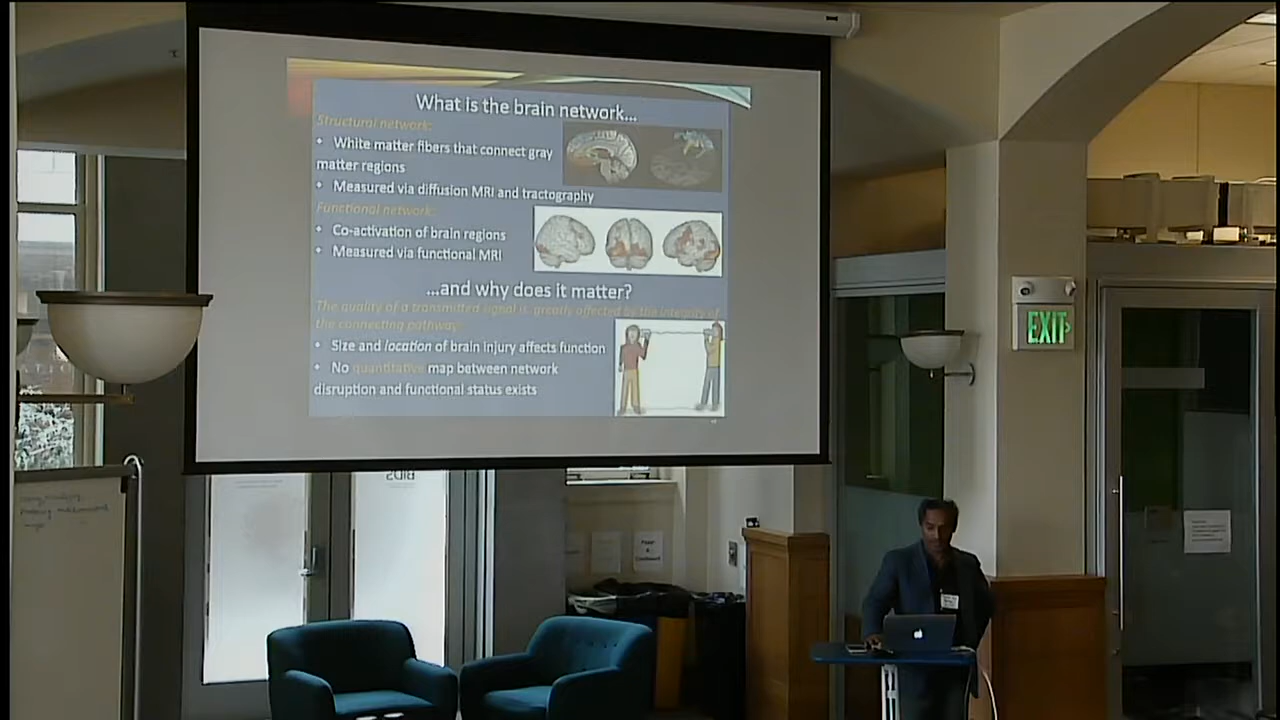 What is the brain network...
Structural network:
• White matter fibers that connect gray
matter regions
• Measured via diffusion MRI and tractography
Functional network:
• Co-activation of brain regions
• Measured via functional MRI
...and why does it matter?
The quality of a transmitted signal is greatly affected by the integrity of
the connecting pathway:
• Size and location of brain injury affects function
• No quantitative map between network
disruption and functional status exists
EXIT
BIDS